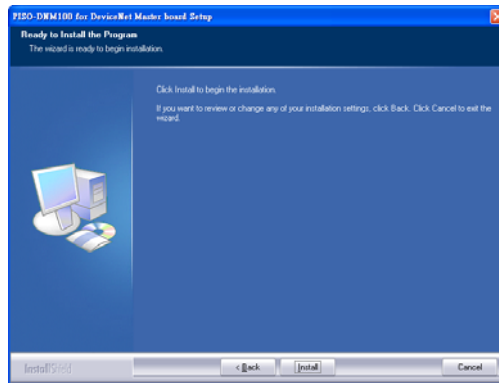 PISO-DNM100 for DeviceNet Master board Setup
Ready to Install the Program
The wizard is ready to begin installation.
Click Install to begin the installation.
If you want to review or change any of your installation settings, click Back. Click Cancel to exit the
wizard.
InstallShield
< Back
Install
Cancel